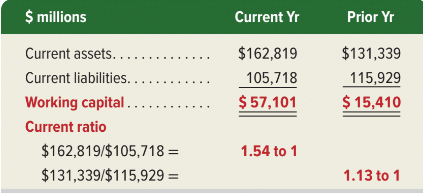 $ millions Current Yr Prior Yr
Current assets. . . . . . . . . . . . . . $162,819 $131,339
Current liabilities. . . . . . . . . . . . 105,718 115,929
Working capital . . . . . . . . . . . . $ 57,101 $ 15,410
Current ratio
$162,819/$105,718 = 1.54 to 1
$131,339/$115,929 = 1.13 to 1